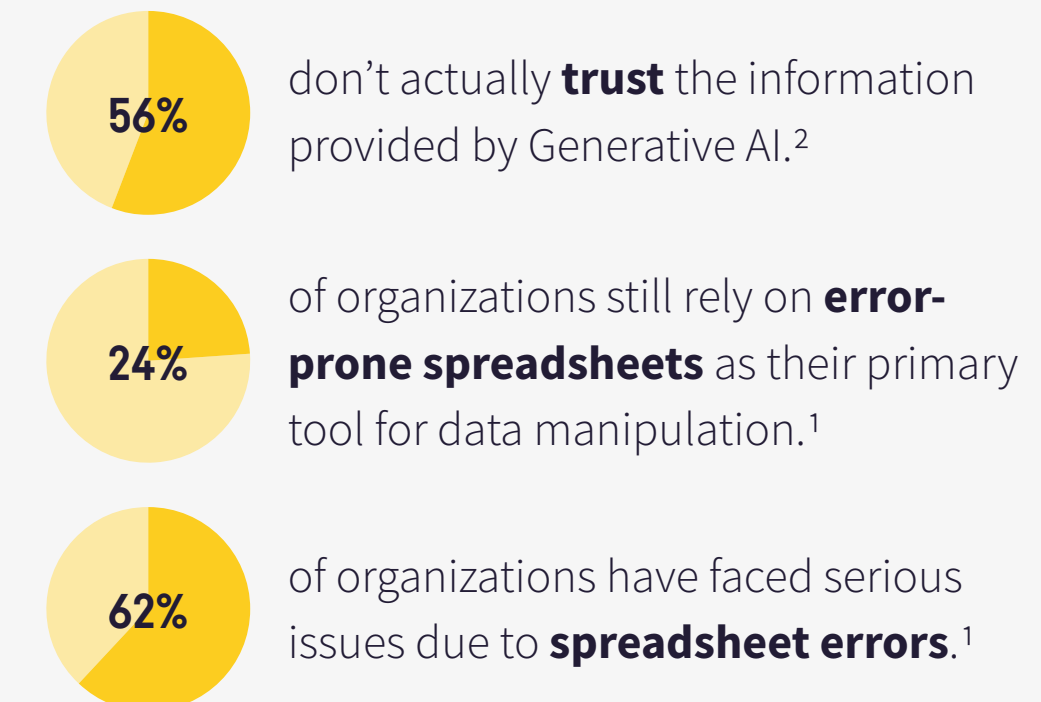 56%
don’t actually trust the information
provided by Generative AI.²
24%
of organizations still rely on error-
prone spreadsheets as their primary
tool for data manipulation.¹
62%
of organizations have faced serious
issues due to spreadsheet errors.¹